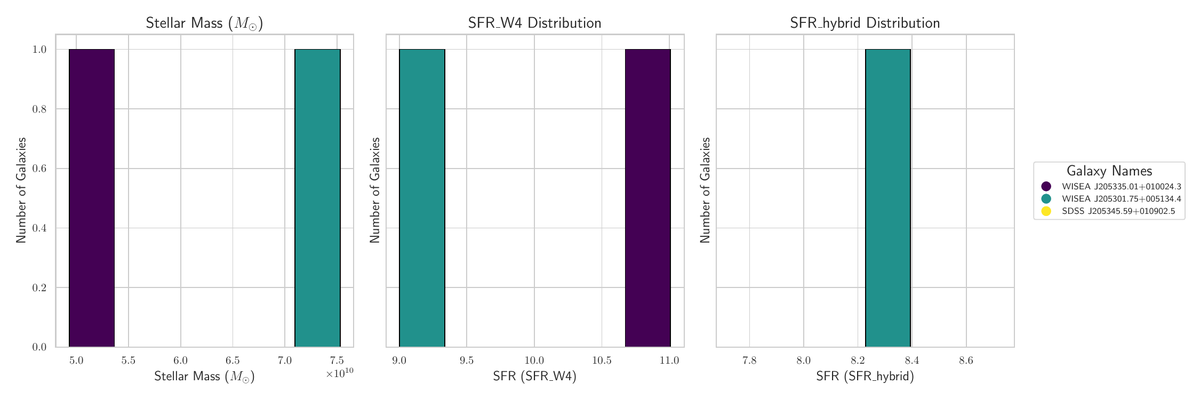 Stellar Mass (M⊙)
SFR_W4 Distribution
SFR_hybrid Distribution
Number of Galaxies
1.0
0.8
0.6
0.4
0.2
0.0
5.0 5.5 6.0 6.5 7.0 7.5
×10¹⁰
Stellar Mass (M⊙)
Number of Galaxies
9.0 9.5 10.0 10.5 11.0
SFR (SFR_W4)
Number of Galaxies
7.8 8.0 8.2 8.4 8.6
SFR (SFR_hybrid)
Galaxy Names
WISEA J205335.01+010024.3
WISEA J205301.75+005134.4
SDSS J205345.59+010902.5